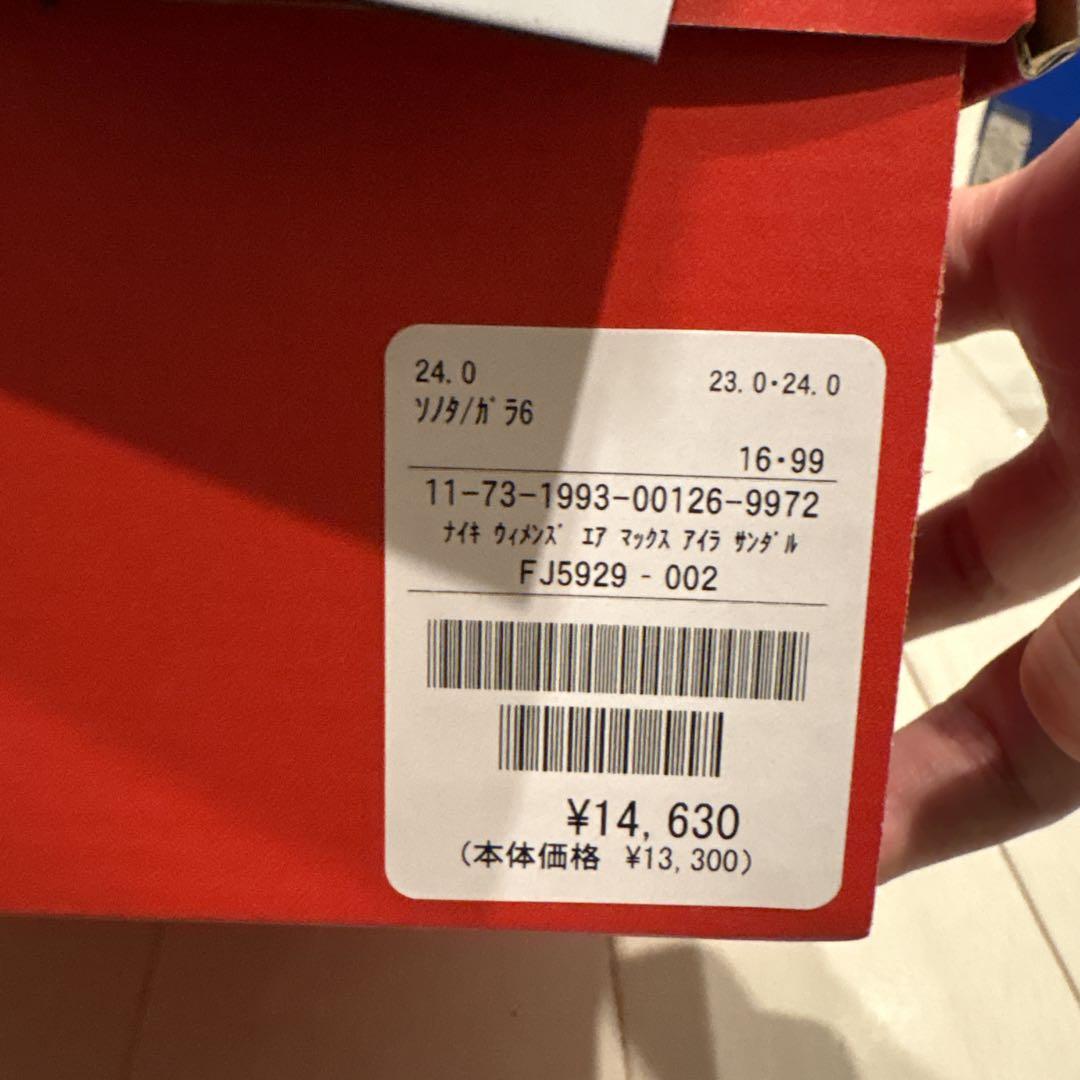 24.0 23.0・24.0
ソノタ/ガラ6
16・99
11-73-1993-00126-9972
ナイキ ウィメンズ エア マックス アイラ サンダル
FJ5929 - 002
¥14,630
(本体価格 ¥13,300)